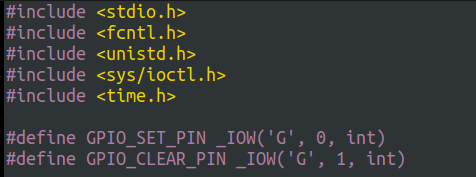 #include <stdio.h>
#include <fcntl.h>
#include <unistd.h>
#include <sys/ioctl.h>
#include <time.h>
#define GPIO_SET_PIN _IOW('G', 0, int)
#define GPIO_CLEAR_PIN _IOW('G', 1, int)